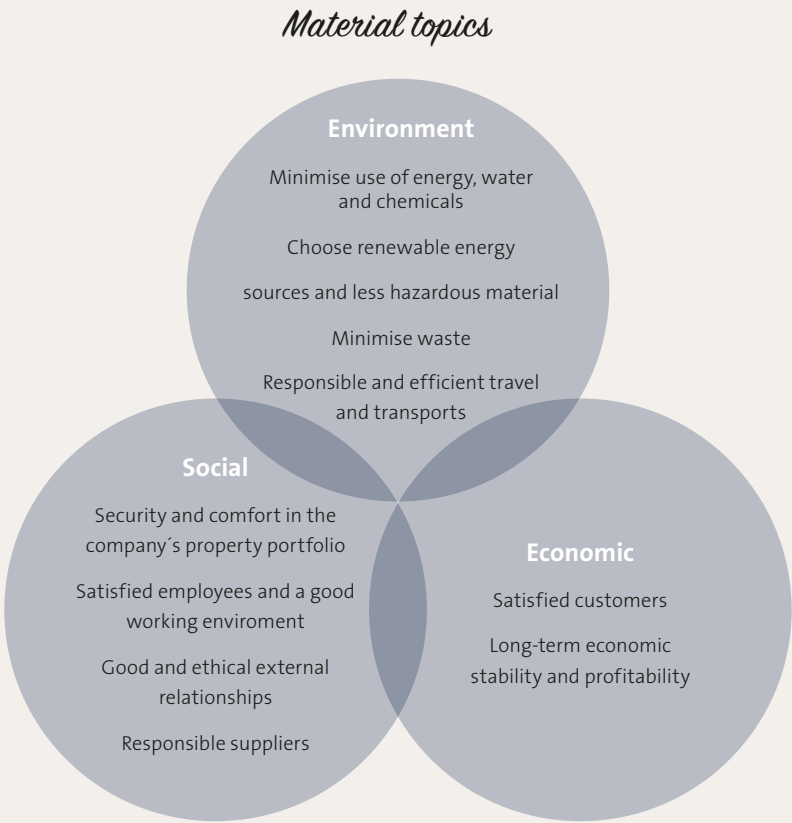 Material topics
Environment
Minimise use of energy, water
and chemicals
Choose renewable energy
sources and less hazardous material
Minimise waste
Responsible and efficient travel
and transports
Social
Security and comfort in the
company´s property portfolio
Satisfied employees and a good
working enviroment
Good and ethical external
relationships
Responsible suppliers
Economic
Satisfied customers
Long-term economic
stability and profitability